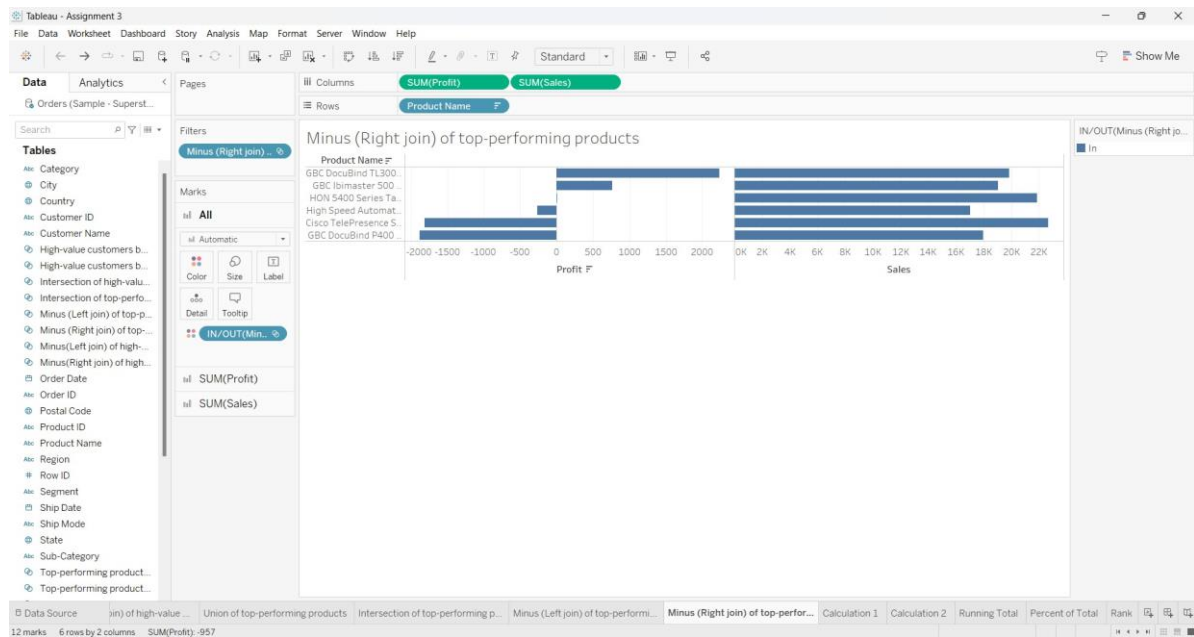 Tableau - Assignment 3
File Data Worksheet Dashboard Story Analysis Map Format Server Window Help
Standard
Show Me
Data Analytics
Orders (Sample - Superst...
Search
Tables
Abc Category
City
Country
Abc Customer ID
Abc Customer Name
High-value customers b...
High-value customers b...
Intersection of high-valu...
Intersection of top-perfo...
Minus (Left join) of top-p...
Minus (Right join) of top-...
Minus(Left join) of high-...
Minus(Right join) of high...
Order Date
Abc Order ID
Postal Code
Abc Product ID
Abc Product Name
Abc Region
# Row ID
Abc Segment
Ship Date
Abc Ship Mode
State
Abc Sub-Category
Top-performing product...
Top-performing product...
Pages
Filters
Minus (Right join) ..
Marks
All
Automatic
Color Size Label
Detail Tooltip
IN/OUT(Min..
SUM(Profit)
SUM(Sales)
Columns SUM(Profit) SUM(Sales)
Rows Product Name
Minus (Right join) of top-performing products
Product Name
GBC DocuBind TL300..
GBC Ibimaster 500 ..
HON 5400 Series Ta..
High Speed Automat..
Cisco TelePresence S..
GBC DocuBind P400 ..
-2000 -1500 -1000 -500 0 500 1000 1500 2000
0K 2K 4K 6K 8K 10K 12K 14K 16K 18K 20K 22K
Profit
Sales
IN/OUT(Minus (Right jo...
In
Data Source
join) of high-value ...
Union of top-performing products
Intersection of top-performing p...
Minus (Left join) of top-performi...
Minus (Right join) of top-perfor...
Calculation 1
Calculation 2
Running Total
Percent of Total
Rank
12 marks 6 rows by 2 columns SUM(Profit): -957